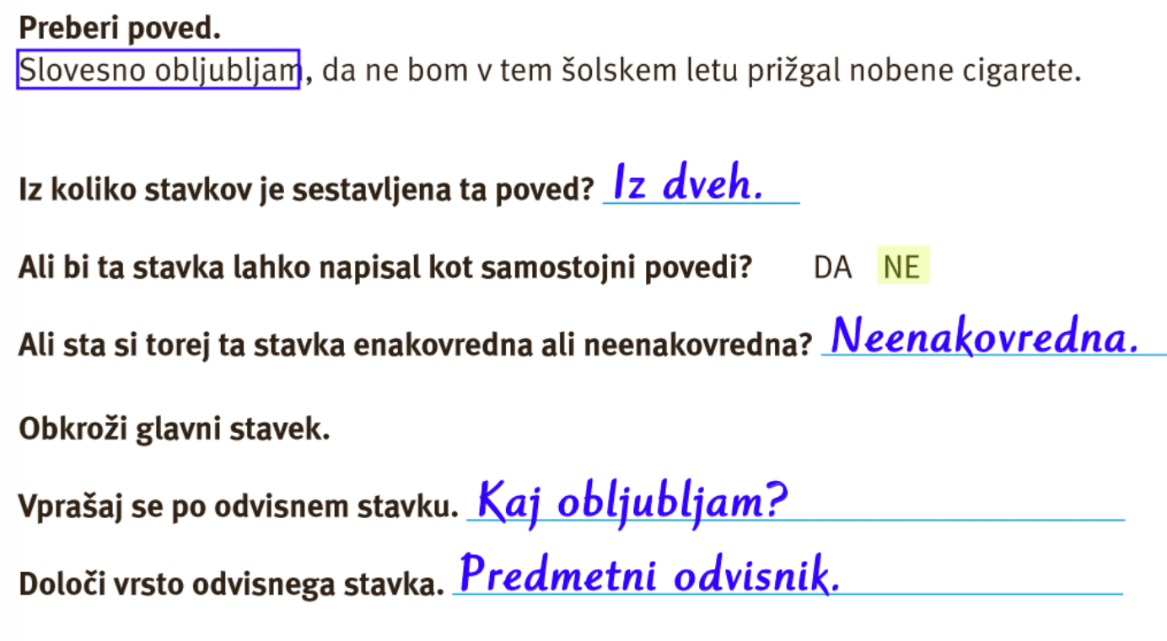 Preberi poved.
Slovesno obljubljam, da ne bom v tem šolskem letu prižgal nobene cigarete.
Iz koliko stavkov je sestavljena ta poved? Iz dveh.
Ali bi ta stavka lahko napisal kot samostojni povedi? DA NE
Ali sta si torej ta stavka enakovredna ali neenakovredna? Neenakovredna.
Obkroži glavni stavek.
Vprašaj se po odvisnem stavku. Kaj obljubljam?
Določi vrsto odvisnega stavka. Predmetni odvisnik.